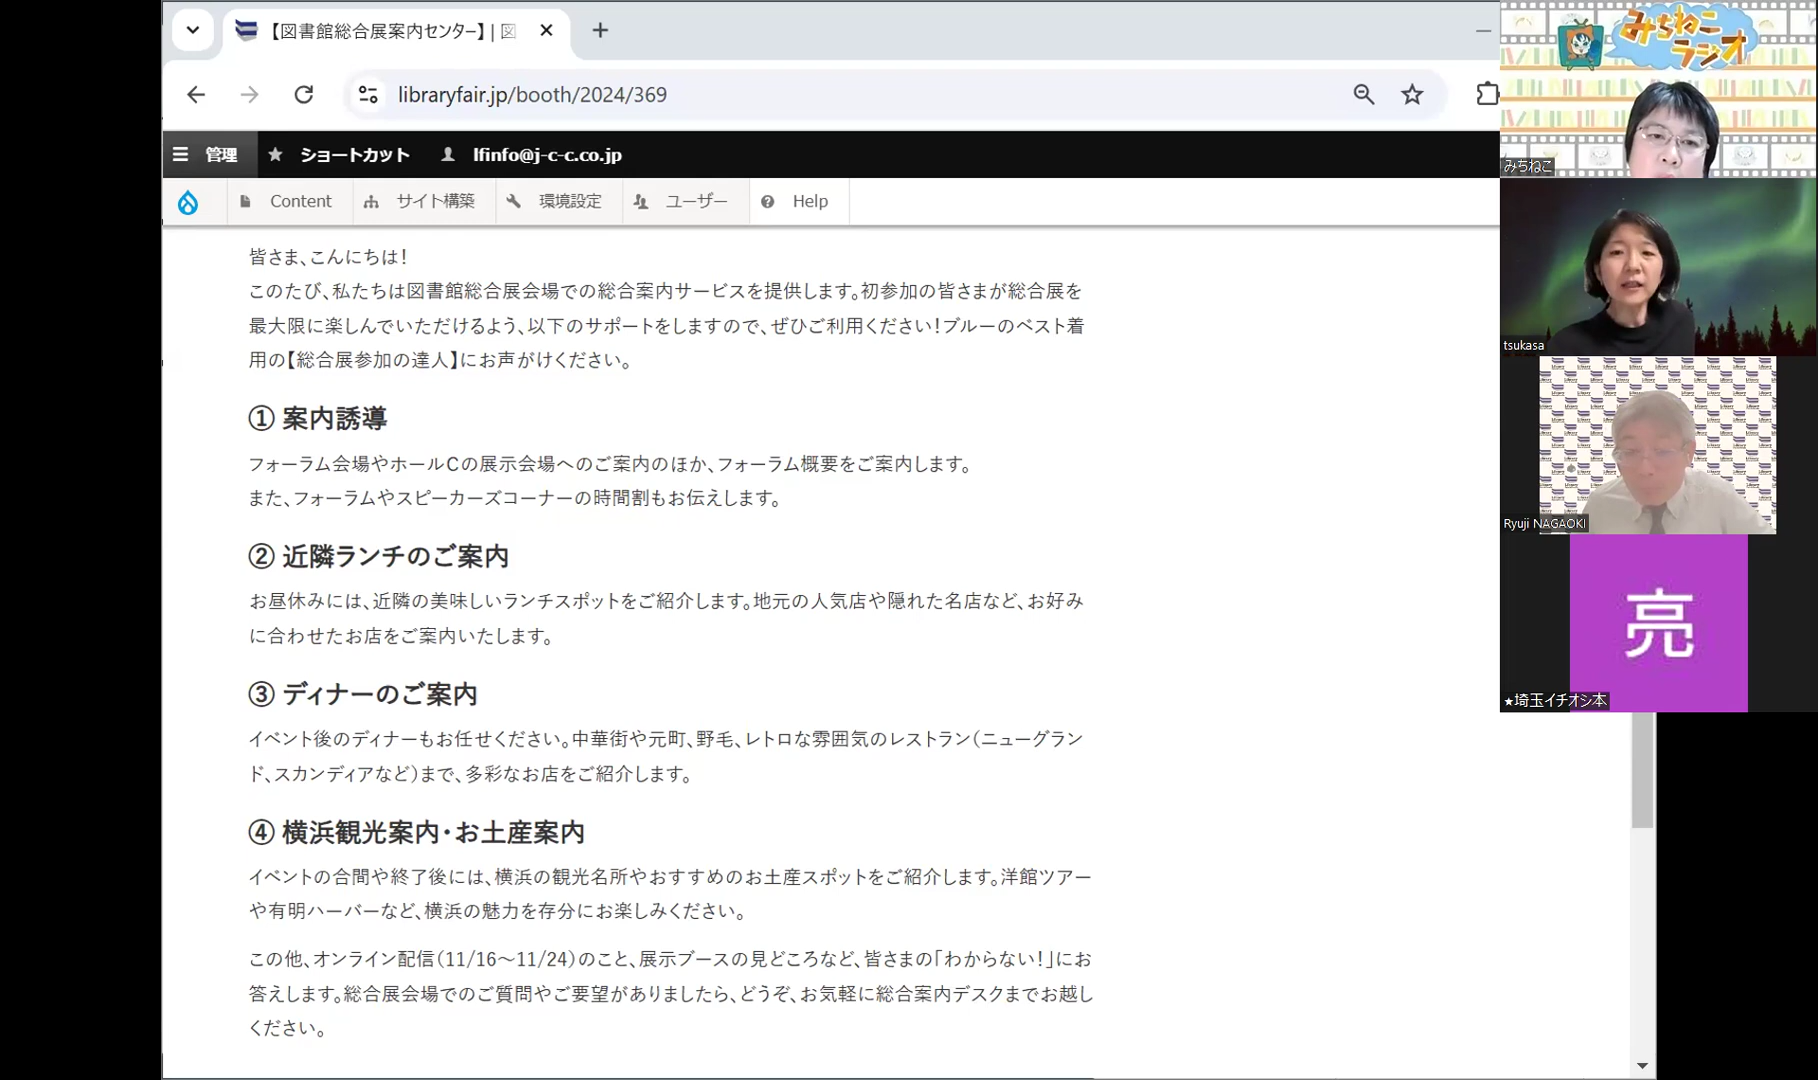 【図書館総合展案内センター】 | 図
libraryfair.jp/booth/2024/369
管理 ショートカット lfinfo@j-c-c.co.jp
Content サイト構築 環境設定 ユーザー Help
皆さま、こんにちは！
このたび、私たちは図書館総合展会場での総合案内サービスを提供します。初参加の皆さまが総合展を
最大限に楽しんでいただけるよう、以下のサポートをしますので、ぜひご利用ください！ブルーのベスト着
用の【総合展参加の達人】にお声がけください。
① 案内誘導
フォーラム会場やホールCの展示会場へのご案内のほか、フォーラム概要をご案内します。
また、フォーラムやスピーカーズコーナーの時間割もお伝えします。
② 近隣ランチのご案内
お昼休みには、近隣の美味しいランチスポットをご紹介します。地元の人気店や隠れた名店など、お好み
に合わせたお店をご案内いたします。
③ ディナーのご案内
イベント後のディナーもお任せください。中華街や元町、野毛、レトロな雰囲気のレストラン（ニューグラン
ド、スカンディアなど）まで、多彩なお店をご紹介します。
④ 横浜観光案内・お土産案内
イベントの合間や終了後には、横浜の観光名所やおすすめのお土産スポットをご紹介します。洋館ツアー
や有明ハーバーなど、横浜の魅力を存分にお楽しみください。
この他、オンライン配信（11/16～11/24）のこと、展示ブースの見どころなど、皆さまの「わからない！」にお
答えします。総合展会場でのご質問やご要望がありましたら、どうぞ、お気軽に総合案内デスクまでお越し
ください。
みちねこ
ラジオ
みちねこ
tsukasa
Ryuji NAGAOKI
亮
★埼玉イチオシ本